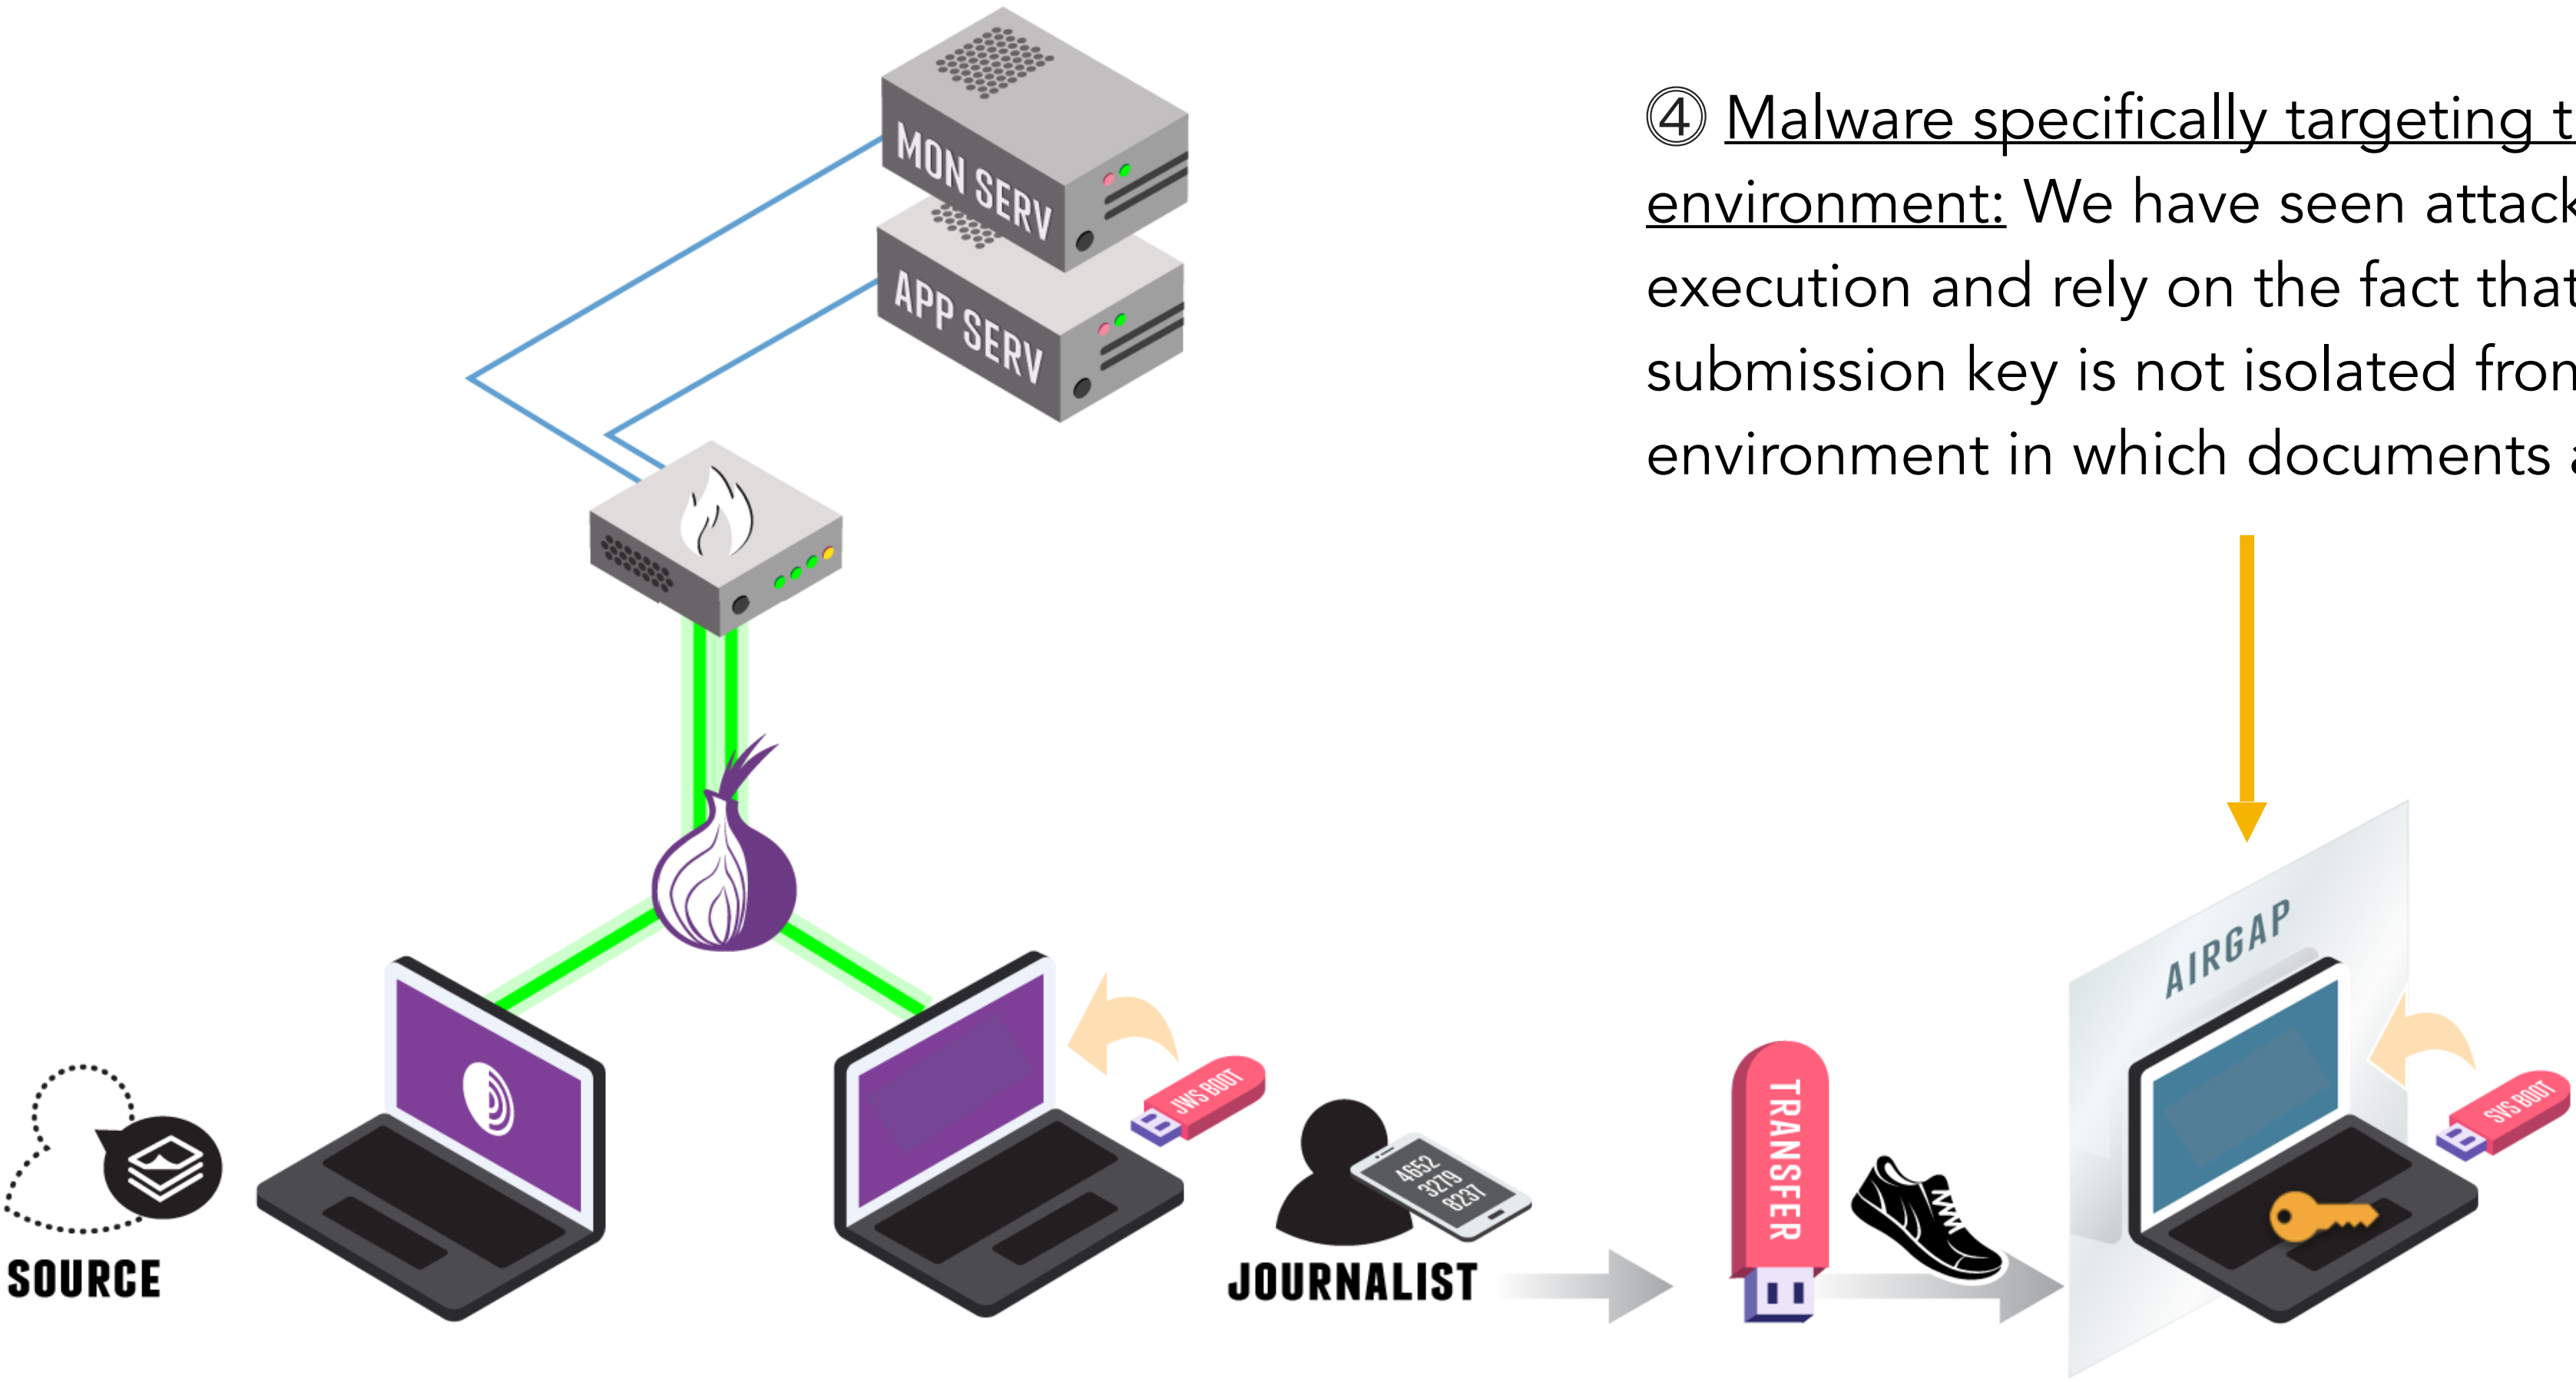 MON SERV
APP SERV
④ Malware specifically targeting t
environment: We have seen attack
execution and rely on the fact that
submission key is not isolated from
environment in which documents a
AIRGAP
JWS BOOT
SVS BOOT
TRANSFER
4652
3279
8237
SOURCE
JOURNALIST